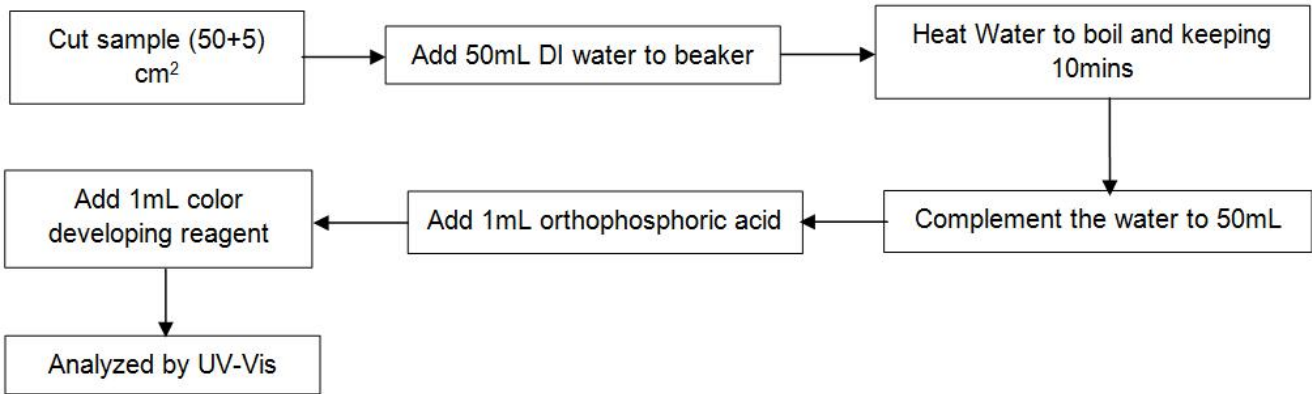 Cut sample (50+5)
cm²
Add 50mL DI water to beaker
Heat Water to boil and keeping
10mins
Complement the water to 50mL
Add 1mL orthophosphoric acid
Add 1mL color
developing reagent
Analyzed by UV-Vis